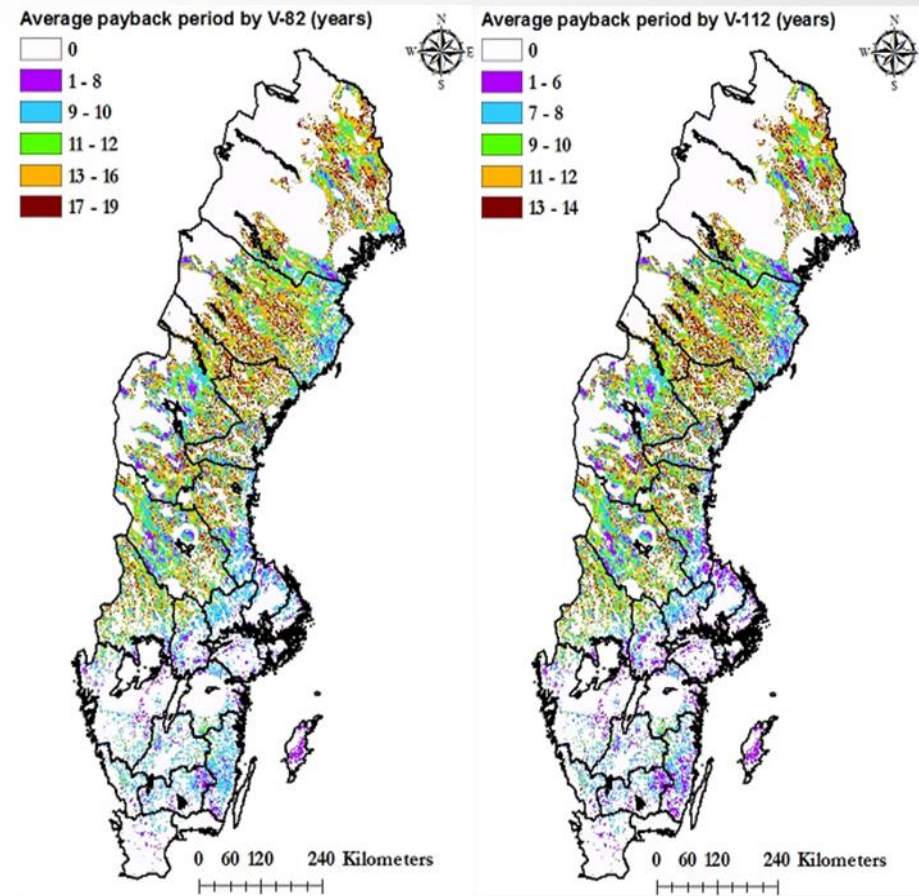 Average payback period by V-82 (years)
0
1 - 8
9 - 10
11 - 12
13 - 16
17 - 19
N
W E
S
0 60 120 240 Kilometers
Average payback period by V-112 (years)
0
1 - 6
7 - 8
9 - 10
11 - 12
13 - 14
N
W E
S
0 60 120 240 Kilometers